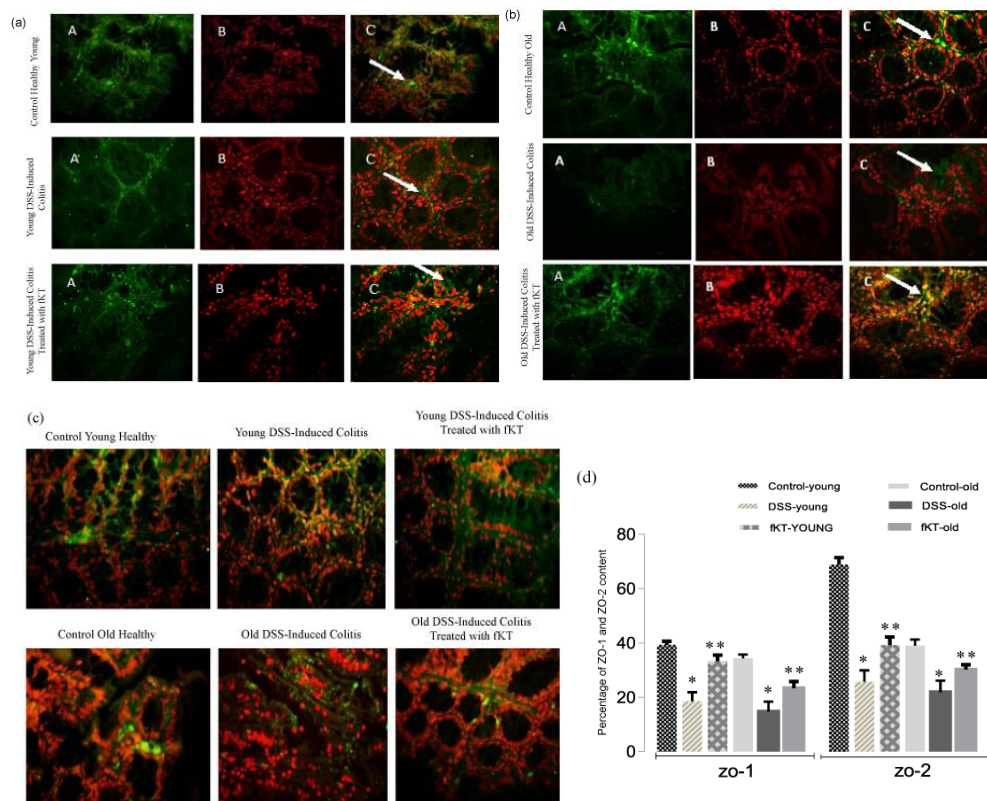 (a)
Control Healthy Young
A
B
C
Young DSS-Induced
Colitis
A
B
C
Young DSS-Induced Colitis
Treated with fKT
A
B
C
(b)
Control Healthy Old
A
B
C
Old DSS-Induced Colitis
A
B
C
Old DSS-Induced Colitis
Treated with fKT
A
B
C
(c)
Control Young Healthy
Young DSS-Induced Colitis
Young DSS-Induced Colitis
Treated with fKT
Control Old Healthy
Old DSS-Induced Colitis
Old DSS-Induced Colitis
Treated with fKT
(d)
Control-young
Control-old
DSS-young
DSS-old
fKT-YOUNG
fKT-old
Percentage of ZO-1 and ZO-2 content
80
60
40
20
0
*
**
*
**
*
**
*
**
zo-1
zo-2